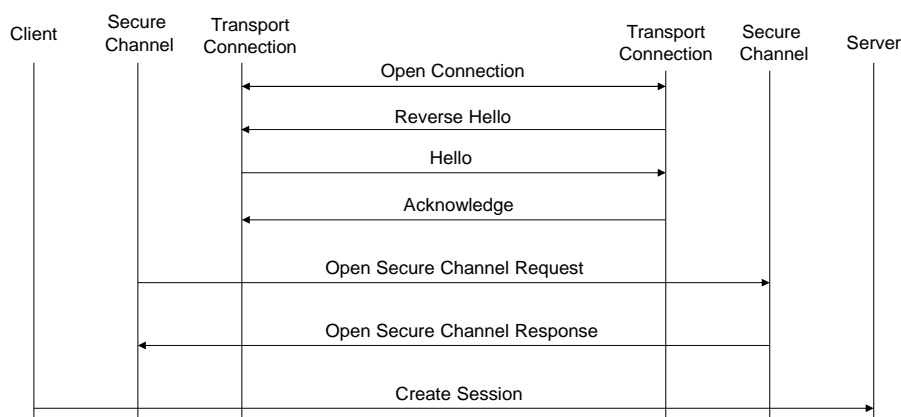 Client
Secure
Channel
Transport
Connection
Transport
Connection
Secure
Channel
Server
Open Connection
Reverse Hello
Hello
Acknowledge
Open Secure Channel Request
Open Secure Channel Response
Create Session